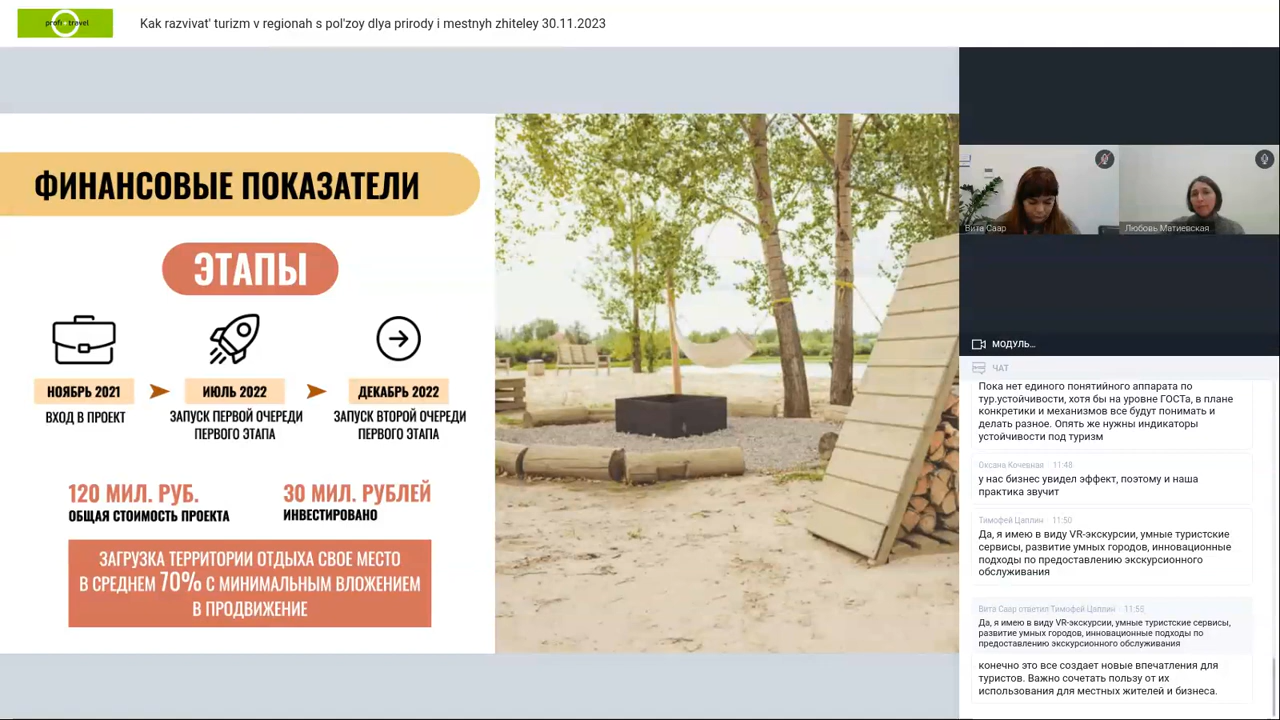 profi travel
Kak razvivat' turizm v regionah s pol'zoy dlya prirody i mestnyh zhiteley 30.11.2023
ФИНАНСОВЫЕ ПОКАЗАТЕЛИ
ЭТАПЫ
НОЯБРЬ 2021
ВХОД В ПРОЕКТ
ИЮЛЬ 2022
ЗАПУСК ПЕРВОЙ ОЧЕРЕДИ
ПЕРВОГО ЭТАПА
ДЕКАБРЬ 2022
ЗАПУСК ВТОРОЙ ОЧЕРЕДИ
ПЕРВОГО ЭТАПА
120 МИЛ. РУБ.
ОБЩАЯ СТОИМОСТЬ ПРОЕКТА
30 МИЛ. РУБЛЕЙ
ИНВЕСТИРОВАНО
ЗАГРУЗКА ТЕРРИТОРИИ ОТДЫХА СВОЕ МЕСТО
В СРЕДНЕМ 70% С МИНИМАЛЬНЫМ ВЛОЖЕНИЕМ
В ПРОДВИЖЕНИЕ
Вита Саар
Любовь Матиевская
МОДУЛЬ...
ЧАТ
Пока нет единого понятийного аппарата по
тур.устойчивости, хотя бы на уровне ГОСТа, в плане
конкретики и механизмов все будут понимать и
делать разное. Опять же нужны индикаторы
устойчивости под туризм
Оксана Кочевная 11:48
у нас бизнес увидел эффект, поэтому и наша
практика звучит
Тимофей Цаплин 11:50
Да, я имею в виду VR-экскурсии, умные туристские
сервисы, развитие умных городов, инновационные
подходы по предоставлению экскурсионного
обслуживания
Вита Саар ответил Тимофей Цаплин 11:55
Да, я имею в виду VR-экскурсии, умные туристские сервисы,
развитие умных городов, инновационные подходы по
предоставлению экскурсионного обслуживания
конечно это все создает новые впечатления для
туристов. Важно сочетать пользу от их
использования для местных жителей и бизнеса.